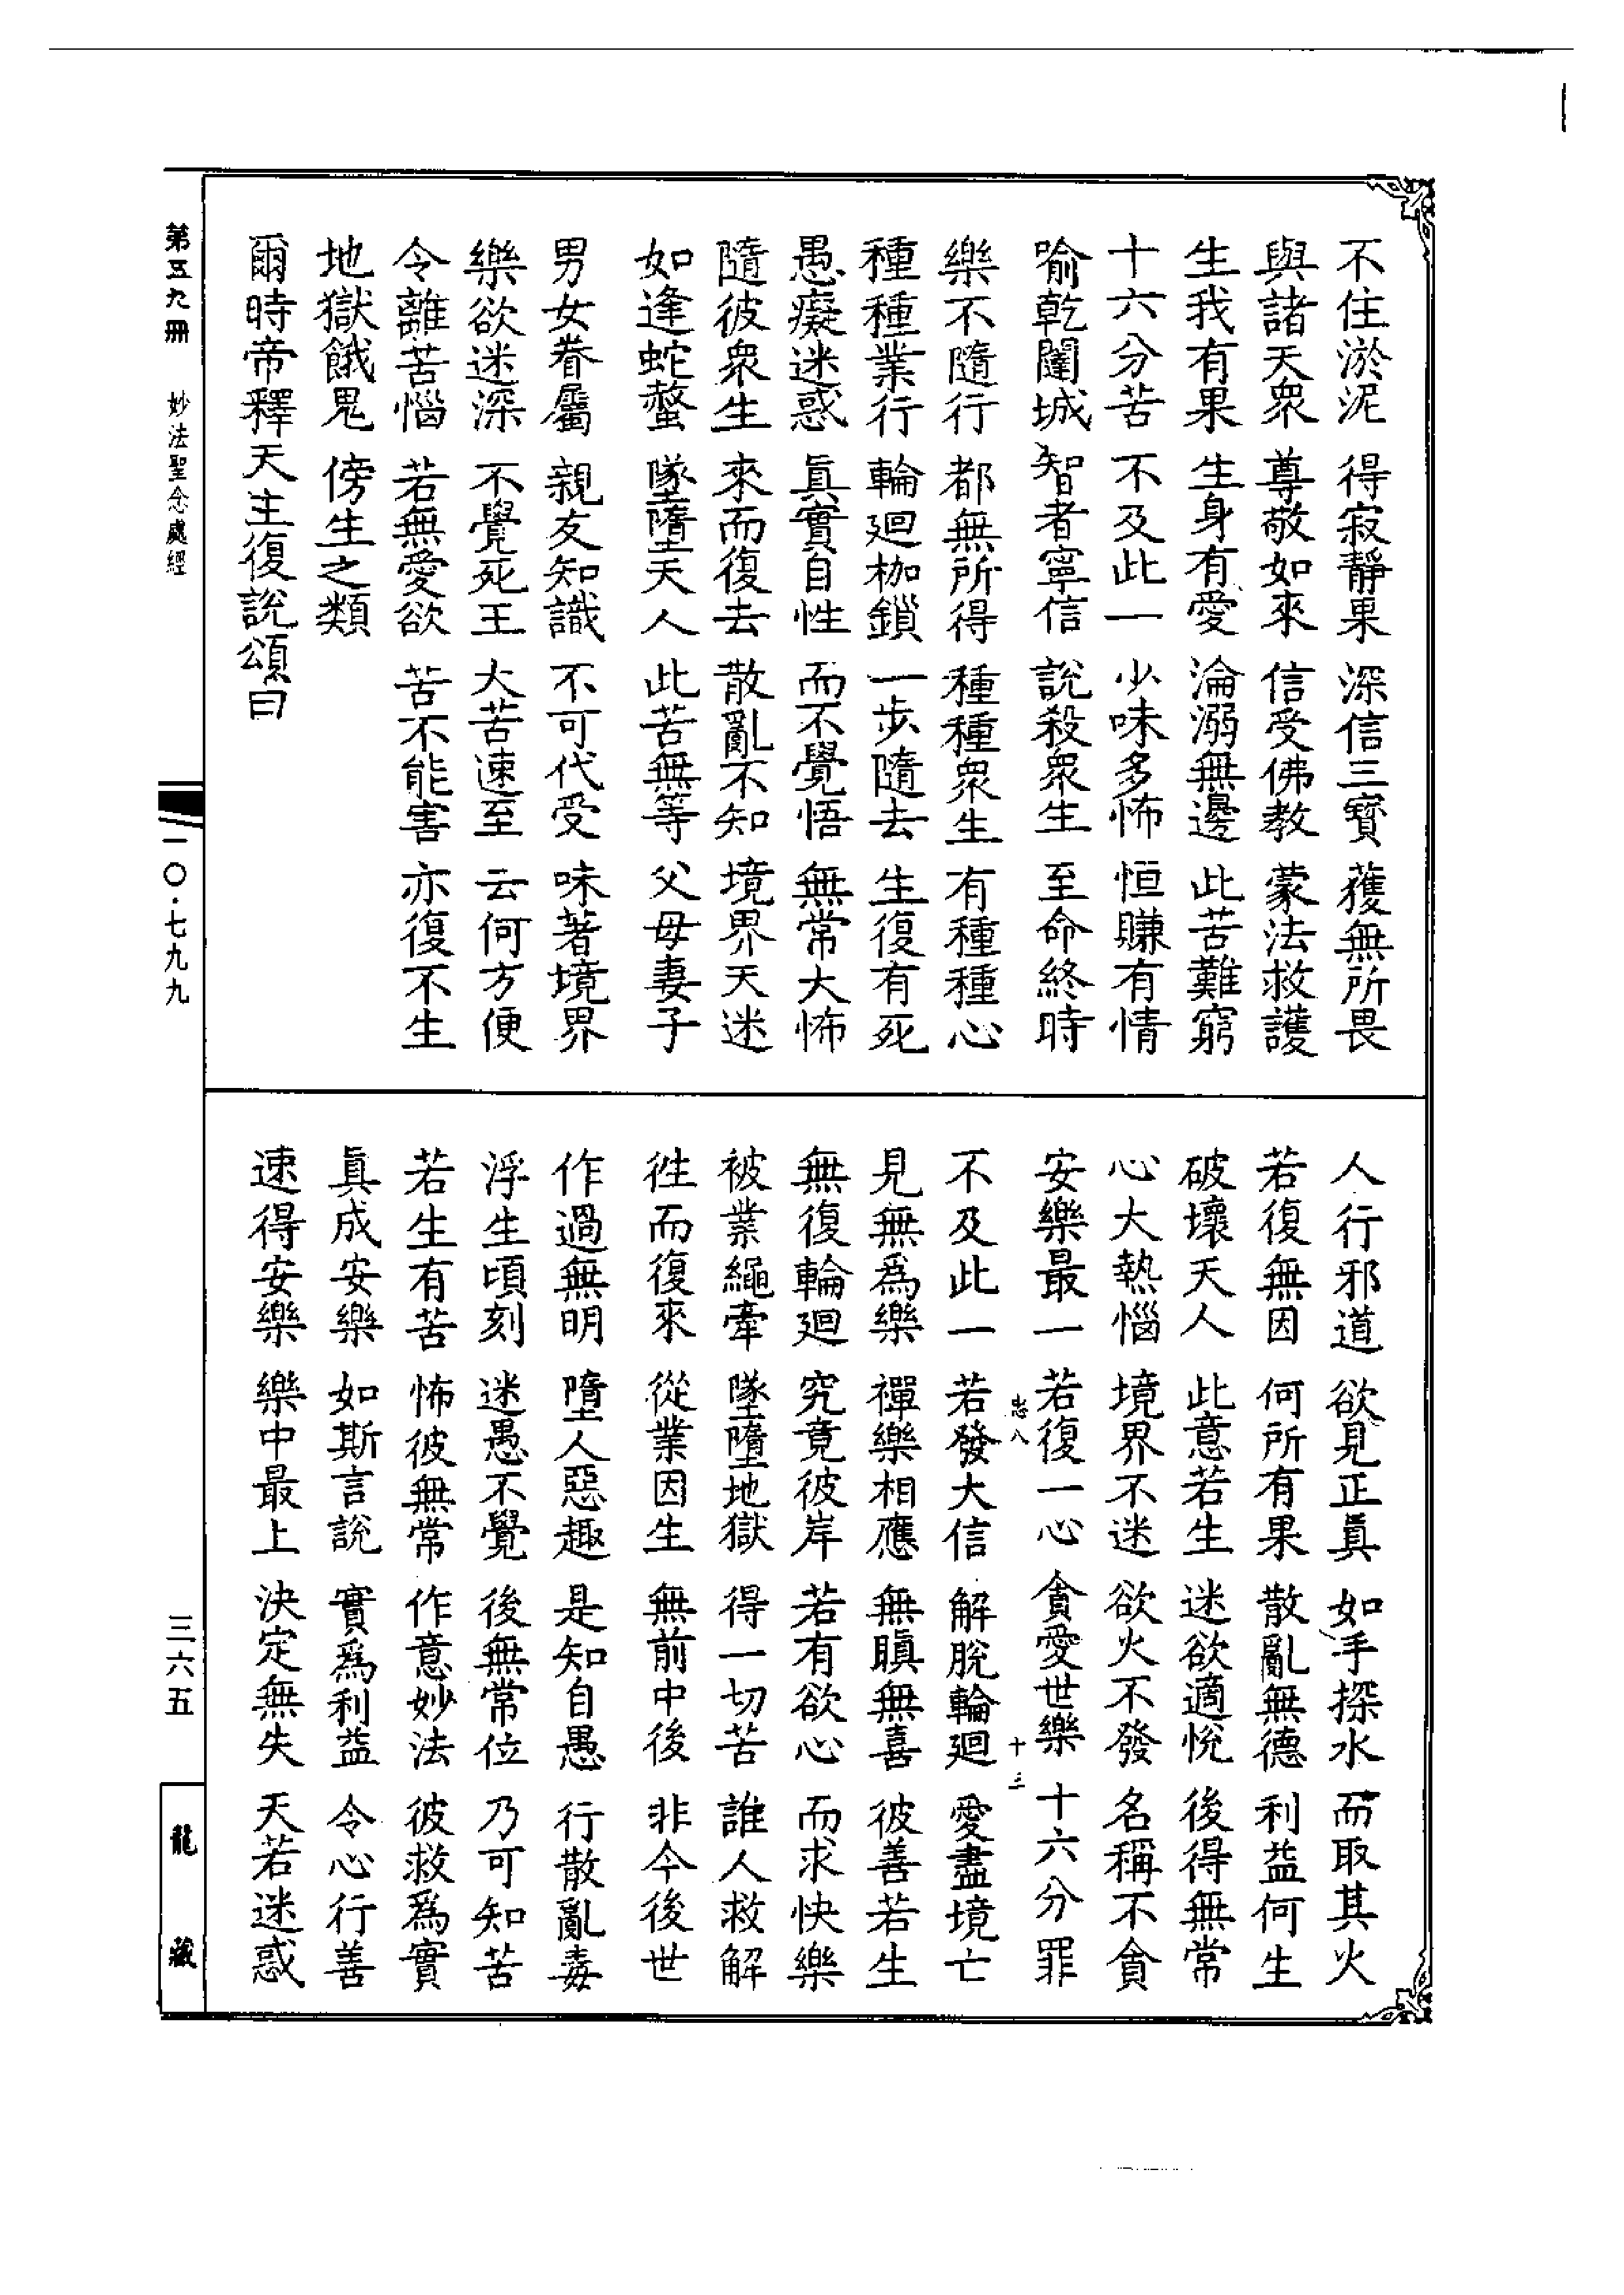 不住淤泥　得寂靜果　深信三寶　獲無所畏
與諸天衆　尊敬如來　信受佛教　蒙法救護
生我有果　生身有愛　淪溺無邊　此苦難窮
十六分苦　不及此一　少味多怖　恒賺有情
喻乾闥城　智者寧信　說殺衆生　至命終時
樂不隨行　都無所得　種種衆生　有種種心
種種業行　輪廻枷鎖　一步隨去　生復有死
愚癡迷惑　眞實自性　而不覺悟　無常大怖
隨彼衆生　來而復去　散亂不知　境界天迷
如逢蛇螫　墜墮天人　此苦無等　父母妻子
男女眷屬　親友知識　不可代受　味著境界
樂欲迷深　不覺死王　大苦速至　云何方便
令離苦惱　若無愛欲　苦不能害　亦復不生
地獄餓鬼　傍生之類
爾時帝釋天主復說頌曰
人行邪道　欲見正眞　如手探水　而取其火
若復無因　何所有果　散亂無德　利益何生
破壞天人　此意若生　迷欲適悅　後得無常
心大熱惱　境界不迷　欲火不發　名稱不貪
安樂最一　若復一心　貪愛世樂　十六分罪
忠八　十三
不及此一　若發大信　解脫輪廻　愛盡境亡
見無爲樂　禪樂相應　無瞋無喜　彼善若生
無復輪廻　究竟彼岸　若有欲心　而求快樂
被業繩牽　墜墮地獄　得一切苦　誰人救解
徃而復來　從業因生　無前中後　非今後世
作過無明　墮人惡趣　是知自愚　行散亂毒
浮生頃刻　迷愚不覺　後無常位　乃可知苦
若生有苦　怖彼無常　作意妙法　彼救爲實
眞成安樂　如斯言說　實爲利益　令心行善
速得安樂　樂中最上　決定無失　天若迷惑
第五九冊　妙法聖念處經　一〇·七九九　三六五　龍藏